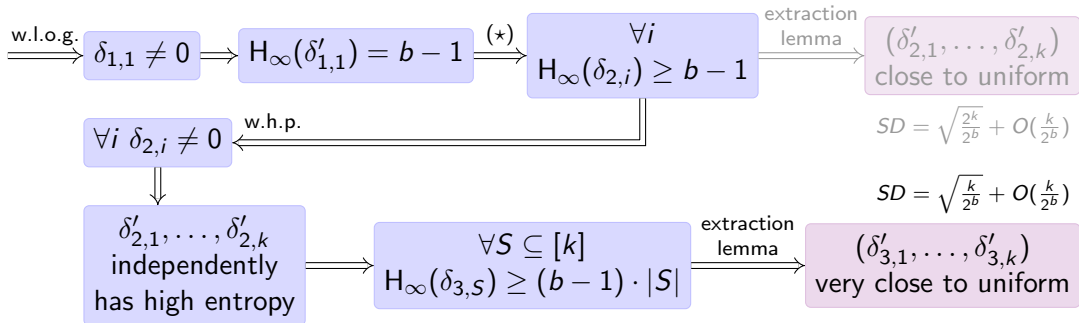 w.l.o.g.
δ_{1,1} ≠ 0
H_∞(δ′_{1,1}) = b − 1
(⋆)
∀i
H_∞(δ_{2,i}) ≥ b − 1
extraction
lemma
(δ′_{2,1}, . . . , δ′_{2,k})
close to uniform
SD = √(2^k/2^b) + O(k/2^b)
w.h.p.
∀i δ_{2,i} ≠ 0
SD = √(k/2^b) + O(k/2^b)
δ′_{2,1}, . . . , δ′_{2,k}
independently
has high entropy
∀S ⊆ [k]
H_∞(δ_{3,S}) ≥ (b − 1) · |S|
extraction
lemma
(δ′_{3,1}, . . . , δ′_{3,k})
very close to uniform